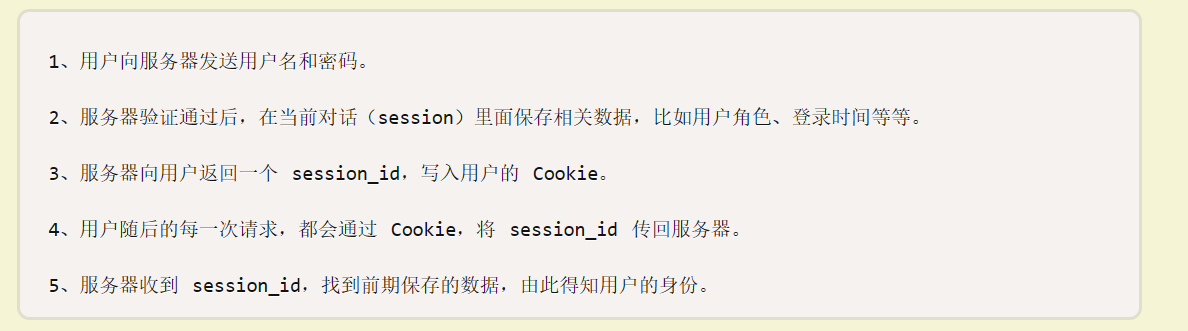 1、用户向服务器发送用户名和密码。
2、服务器验证通过后，在当前对话（session）里面保存相关数据，比如用户角色、登录时间等等。
3、服务器向用户返回一个 session_id，写入用户的 Cookie。
4、用户随后的每一次请求，都会通过 Cookie，将 session_id 传回服务器。
5、服务器收到 session_id，找到前期保存的数据，由此得知用户的身份。